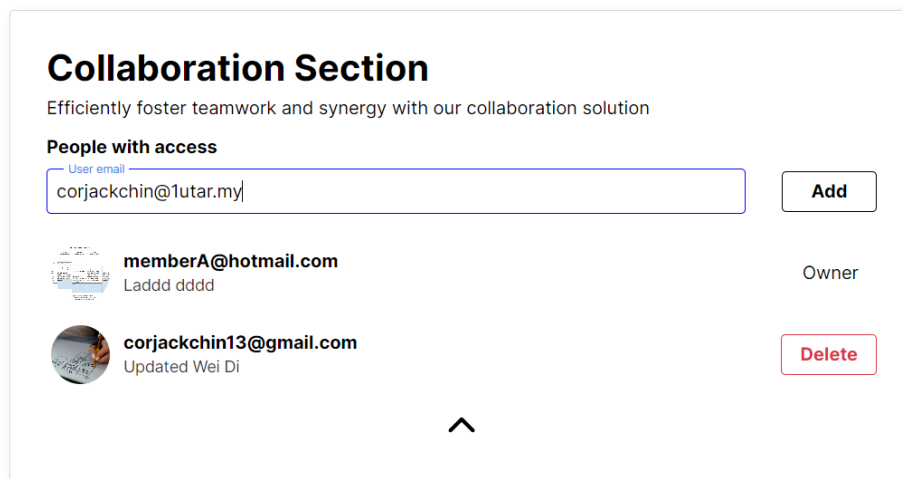 Collaboration Section
Efficiently foster teamwork and synergy with our collaboration solution
People with access
User email
corjackchin@1utar.my
Add
memberA@hotmail.com
Laddd dddd
Owner
corjackchin13@gmail.com
Updated Wei Di
Delete